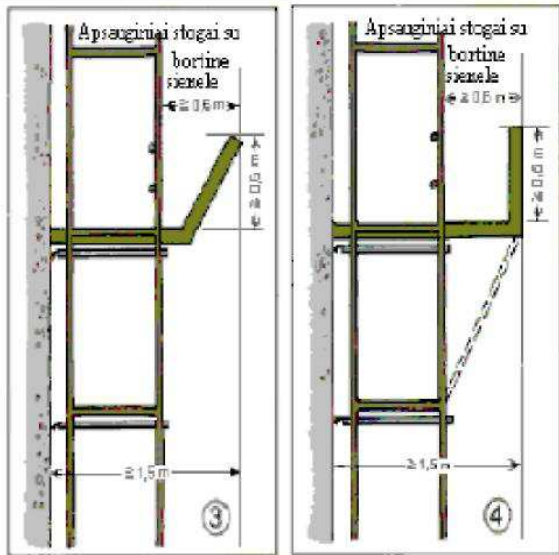 Apsauginiai stogai su
bortine
sienele
≥ 0,6 m
≥ 0,6 m
≥ 1,5 m
3
Apsauginiai stogai su
bortine
sienele
≥ 0,6 m
≥ 0,6 m
≥ 1,5 m
4